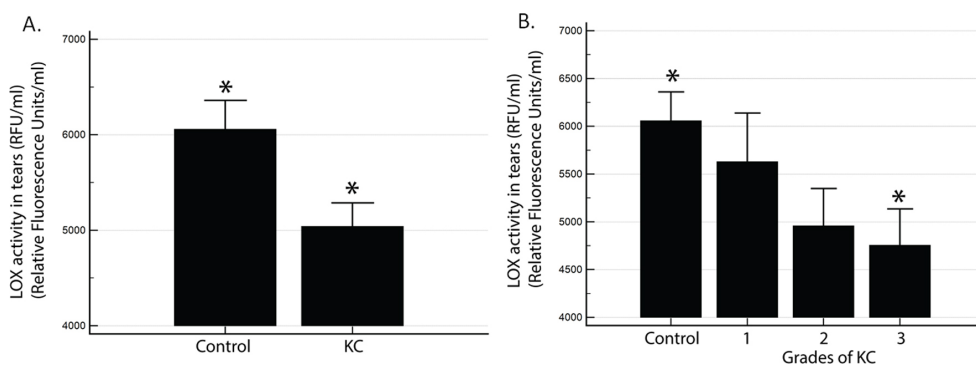 A.
LOX activity in tears (RFU/ml)
(Relative Fluorescence Units/ml)
7000
6000
5000
4000
*
*
Control
KC
B.
LOX activity in tears (RFU/ml)
(Relative Fluorescence Units/ml)
7000
6500
6000
5500
5000
4500
4000
*
*
Control
1
2
3
Grades of KC